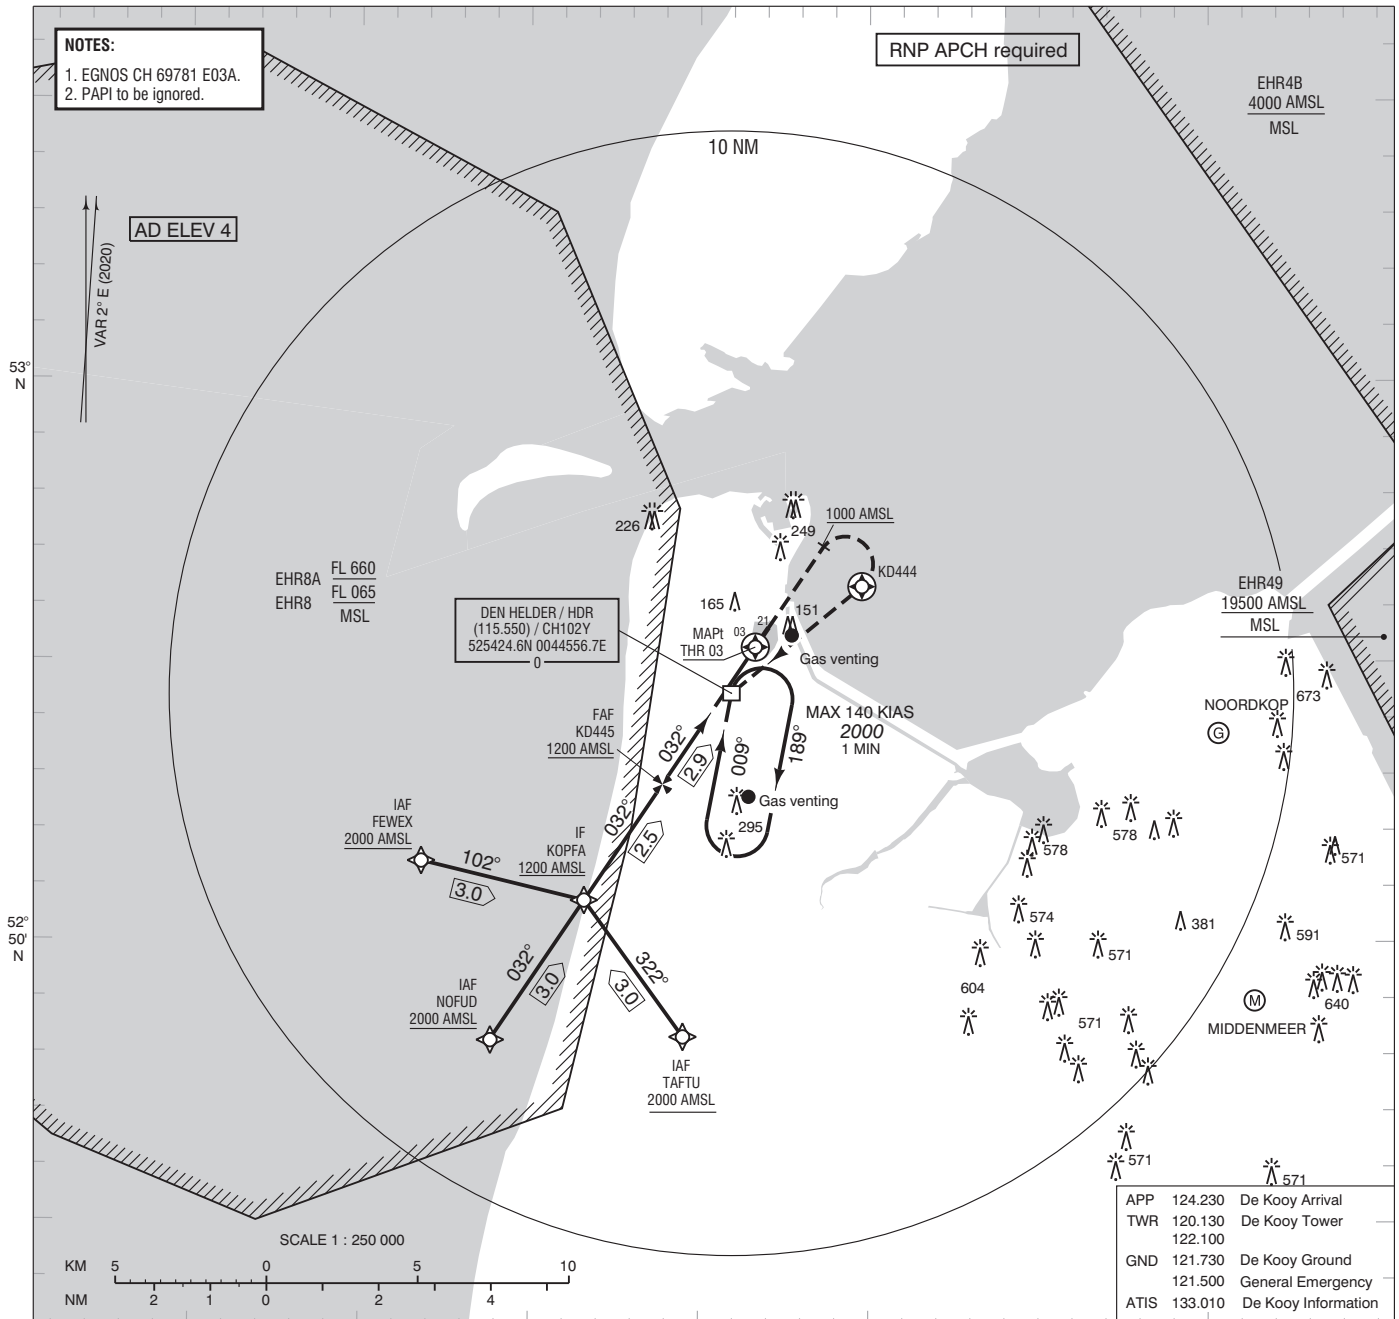 NOTES:
1. EGNOS CH 69781 E03A.
2. PAPI to be ignored.
RNP APCH required
EHR4B
4000 AMSL
MSL
10 NM
AD ELEV 4
VAR 2° E (2020)
53°
N
1000 AMSL
226
249
KD444
EHR8A FL 660
EHR8 FL 065
MSL
EHR49
19500 AMSL
MSL
165
151
DEN HELDER / HDR
(115.550) / CH102Y
525424.6N 0044556.7E
0
MAPt
THR 03
03
21
Gas venting
673
NOORDKOP
G
FAF
KD445
1200 AMSL
032°
2.9
009°
189°
MAX 140 KIAS
2000
1 MIN
Gas venting
295
IAF
FEWEX
2000 AMSL
102°
3.0
IF
KOPFA
1200 AMSL
032°
2.5
578
578
571
574
571
381
591
52°
50'
N
604
571
640
M
MIDDENMEER
IAF
NOFUD
2000 AMSL
032°
3.0
322°
3.0
IAF
TAFTU
2000 AMSL
571
571
SCALE 1 : 250 000
KM 5 0 5 10
NM 2 1 0 2 4
APP 124.230 De Kooy Arrival
TWR 120.130 De Kooy Tower
122.100
GND 121.730 De Kooy Ground
121.500 General Emergency
ATIS 133.010 De Kooy Information